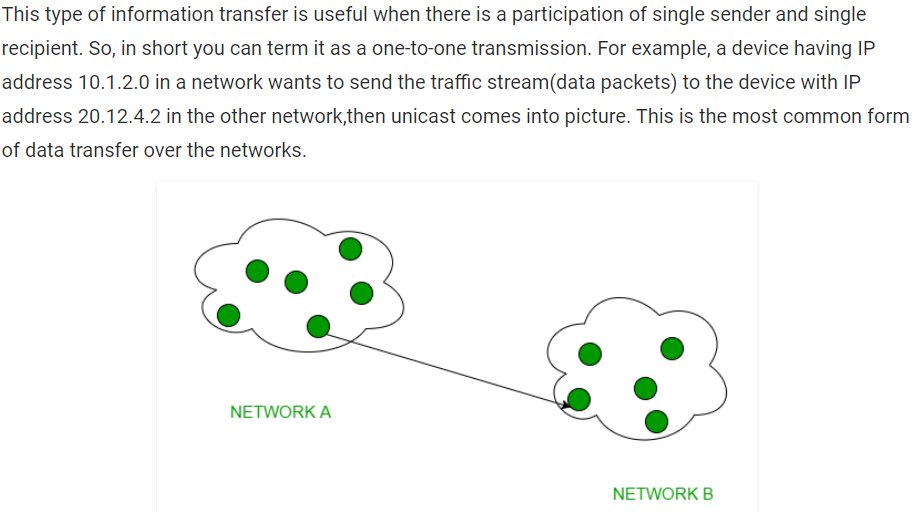 This type of information transfer is useful when there is a participation of single sender and single
recipient. So, in short you can term it as a one-to-one transmission. For example, a device having IP
address 10.1.2.0 in a network wants to send the traffic stream(data packets) to the device with IP
address 20.12.4.2 in the other network,then unicast comes into picture. This is the most common form
of data transfer over the networks.
NETWORK A
NETWORK B